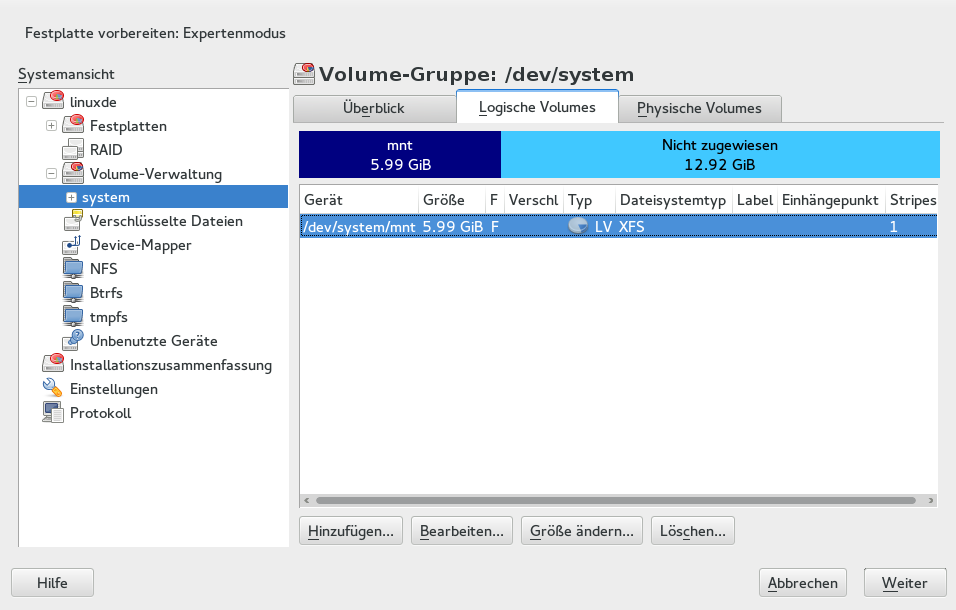 Festplatte vorbereiten: Expertenmodus
Systemansicht
linuxde
Festplatten
RAID
Volume-Verwaltung
system
Verschlüsselte Dateien
Device-Mapper
NFS
Btrfs
tmpfs
Unbenutzte Geräte
Installationszusammenfassung
Einstellungen
Protokoll
Volume-Gruppe: /dev/system
Überblick Logische Volumes Physische Volumes
mnt Nicht zugewiesen
5.99 GiB 12.92 GiB
Gerät Größe F Verschl Typ Dateisystemtyp Label Einhängepunkt Stripes
/dev/system/mnt 5.99 GiB F LV XFS 1
Hinzufügen... Bearbeiten... Größe ändern... Löschen...
Hilfe Abbrechen Weiter